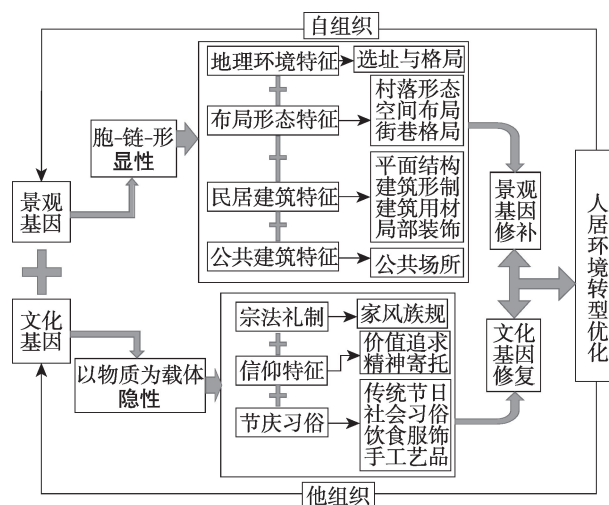 自组织
地理环境特征
选址与格局
布局形态特征
村落形态
空间布局
街巷格局
胞-链-形
显性
民居建筑特征
平面结构
建筑形制
建筑用材
局部装饰
公共建筑特征
公共场所
景观
基因
景观
基因
修补
人居环境转型优化
文化
基因
以物质为载体
隐性
宗法礼制
家风族规
信仰特征
价值追求
精神寄托
节庆习俗
传统节日
社会习俗
饮食服饰
手工艺品
文化
基因
修复
他组织